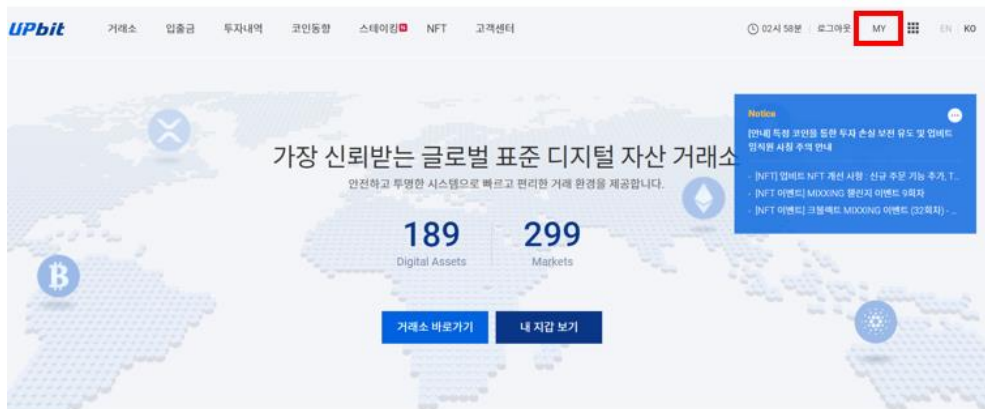 UPbit 거래소 입출금 투자내역 코인동향 스테이킹 N NFT 고객센터 02시 58분 로그아웃 MY EN KO
Notice
[안내] 특정 코인을 통한 투자 손실 보전 유도 및 업비트
임직원 사칭 주의 안내
- [NFT] 업비트 NFT 개선 사항 : 신규 주문 기능 추가, T...
- [NFT 이벤트] MIXXING 챌린지 이벤트 9회차
- [NFT 이벤트] 크블랙트 MIXXING 이벤트 (32회차) - ...
가장 신뢰받는 글로벌 표준 디지털 자산 거래소
안전하고 투명한 시스템으로 빠르고 편리한 거래 환경을 제공합니다.
189 299
Digital Assets Markets
거래소 바로가기 내 지갑 보기